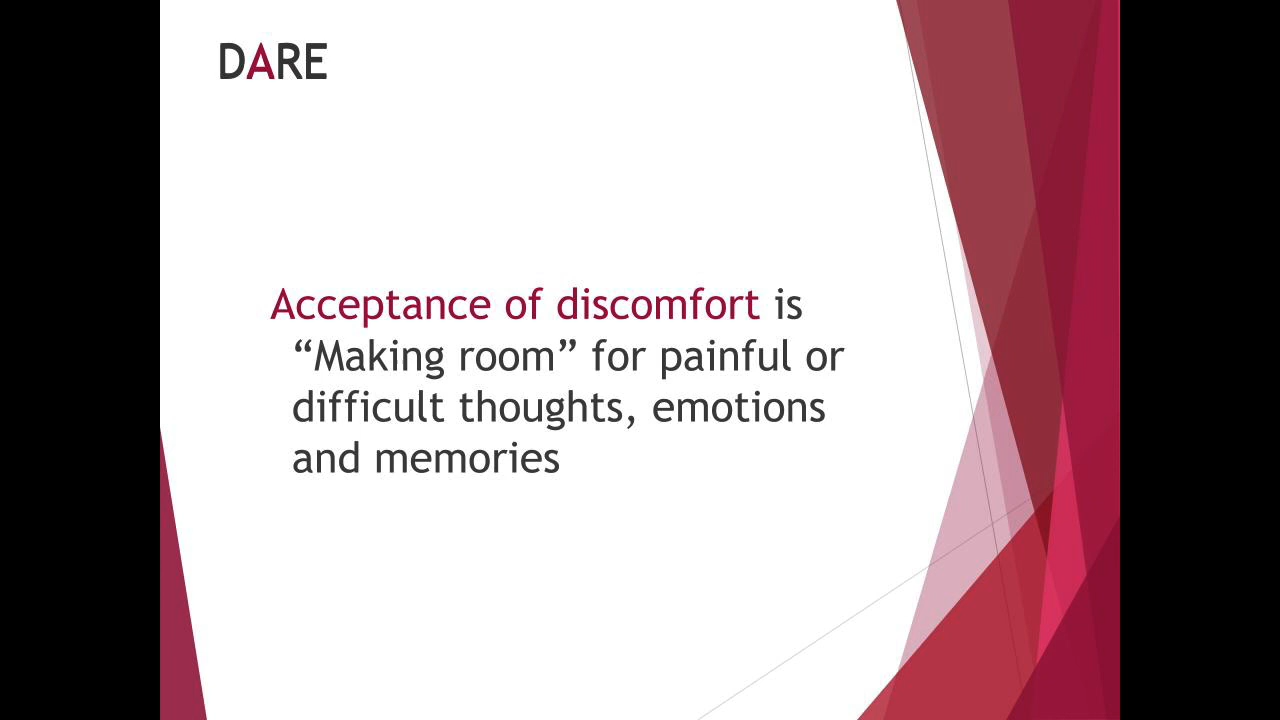 DARE
Acceptance of discomfort is
“Making room” for painful or
difficult thoughts, emotions
and memories